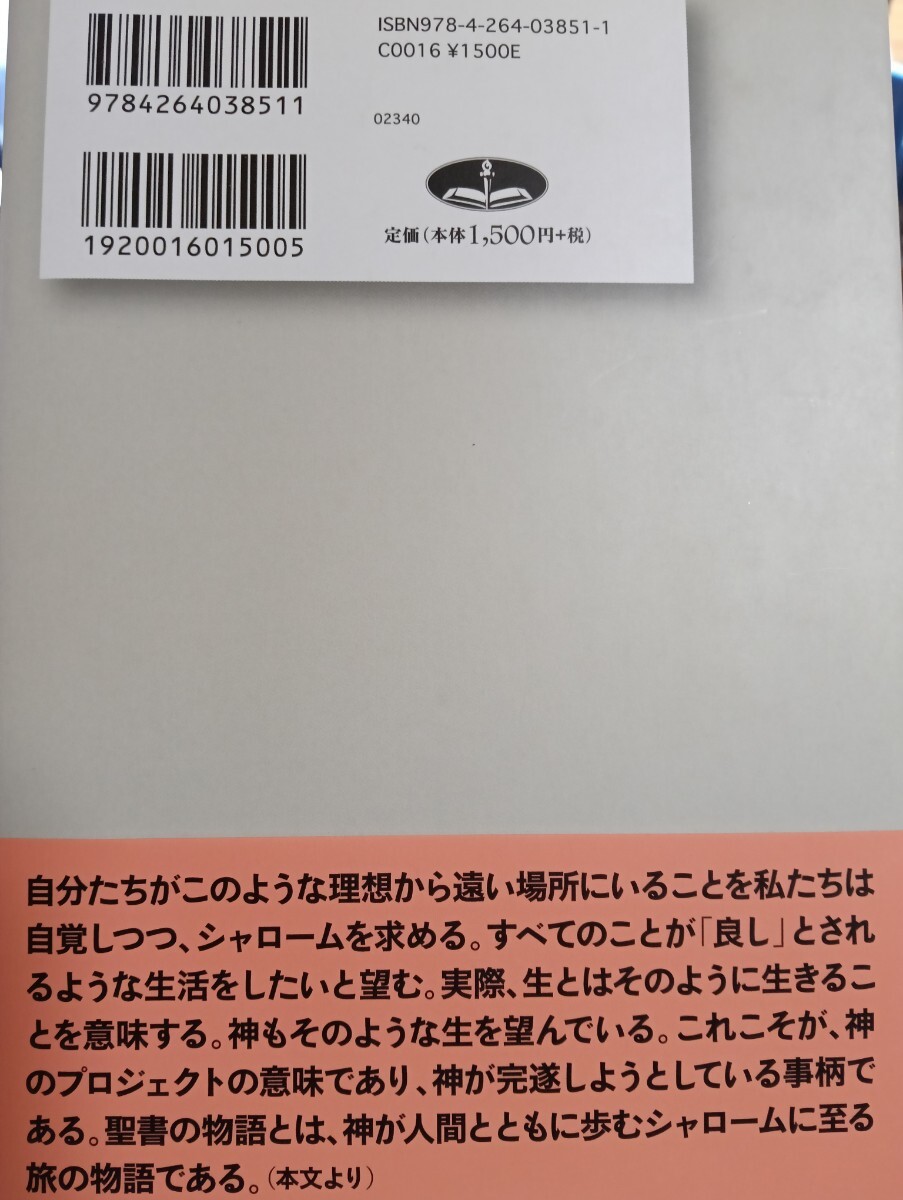 ISBN978-4-264-03851-1
C0016 ¥1500E
9784264038511
02340
1920016015005
定価(本体1,500円+税)
自分たちがこのような理想から遠い場所にいることを私たちは
自覚しつつ、シャロームを求める。すべてのことが「良し」とされ
るような生活をしたいと望む。実際、生とはそのように生きるこ
とを意味する。神もそのような生を望んでいる。これこそが、神
のプロジェクトの意味であり、神が完遂しようとしている事柄で
ある。聖書の物語とは、神が人間とともに歩むシャロームに至る
旅の物語である。(本文より)